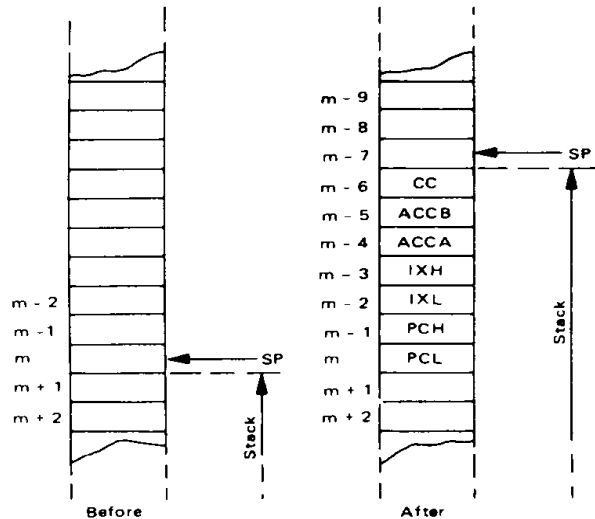 m - 2
m - 1
m
m + 1
m + 2
SP
Stack
Before
m - 9
m - 8
m - 7
m - 6
m - 5
m - 4
m - 3
m - 2
m - 1
m
m + 1
m + 2
CC
ACCB
ACCA
IXH
IXL
PCH
PCL
SP
Stack
After